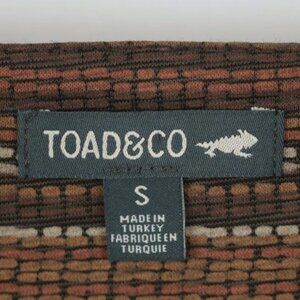 TOAD&CO
S
MADE IN
TURKEY
FABRIQUE EN
TURQUIE